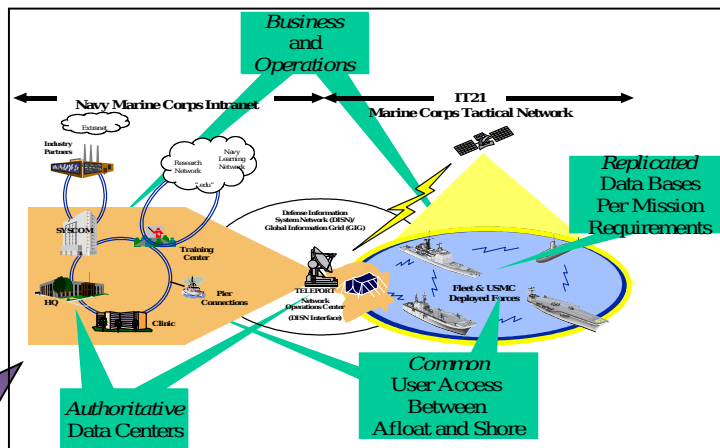 Business
and
Operations
Navy Marine Corps Intranet
IT21
Marine Corps Tactical Network
Extranet
Industry
Partners
Research
Network
Navy
Learning
Network
".edu"
SYSCOM
Training
Center
HQ
Pier
Connections
Clinic
Defense Information
System Network (DISN)/
Global Information Grid (GIG)
TELEPORT
Network
Operations Center
(DISN Interface)
Fleet & USMC
Deployed Forces
Replicated
Data Bases
Per Mission
Requirements
Authoritative
Data Centers
Common
User Access
Between
Afloat and Shore